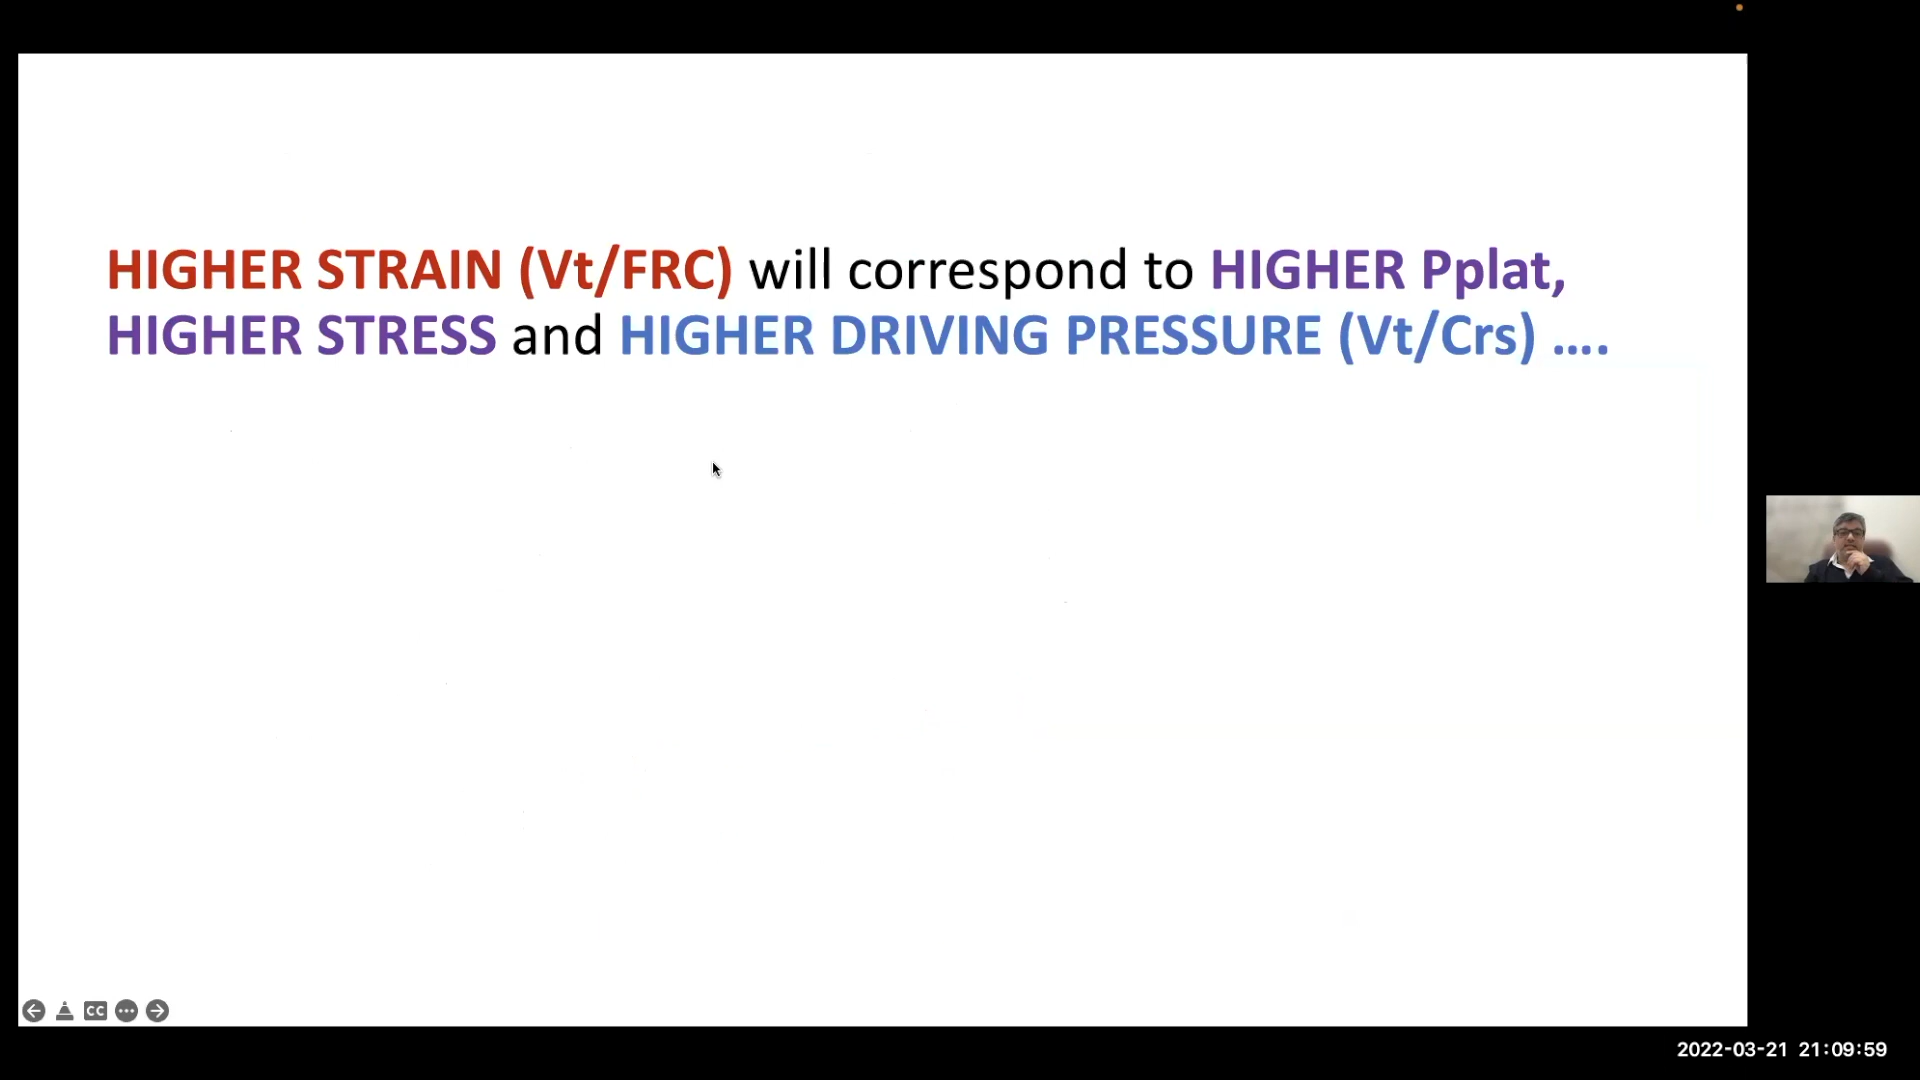 HIGHER STRAIN (Vt/FRC) will correspond to HIGHER Pplat,
HIGHER STRESS and HIGHER DRIVING PRESSURE (Vt/Crs) ....
CC
2022-03-21 21:09:59